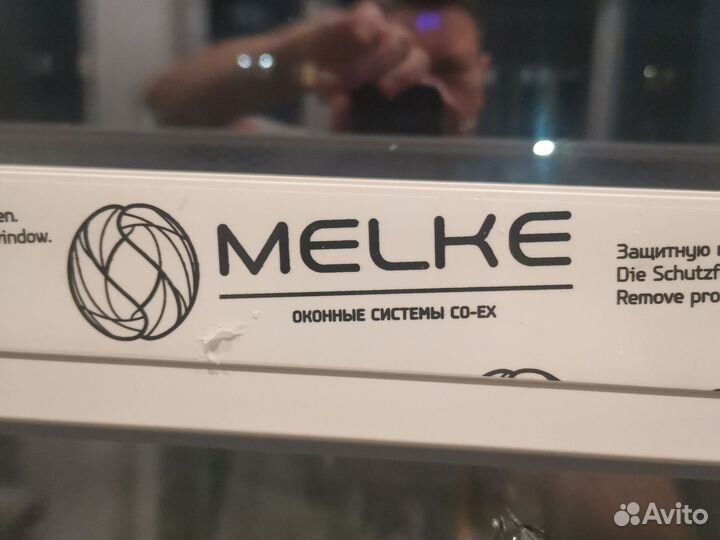 en.
window.
MELKE
ОКОННЫЕ СИСТЕМЫ CO-EX
Защитную
Die Schutzf
Remove pro
Avito